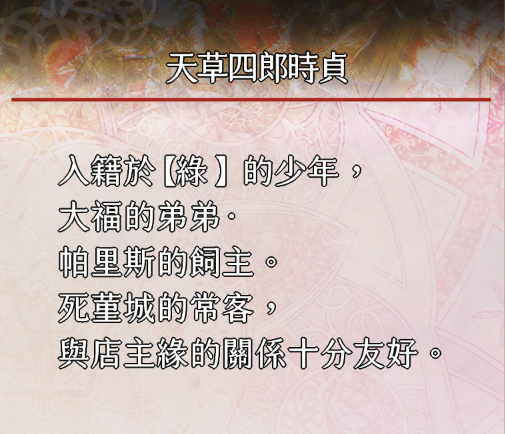 天草四郎時貞
入籍於【綠】的少年，
大福的弟弟·
帕里斯的飼主。
死菫城的常客，
與店主緣的關係十分友好。